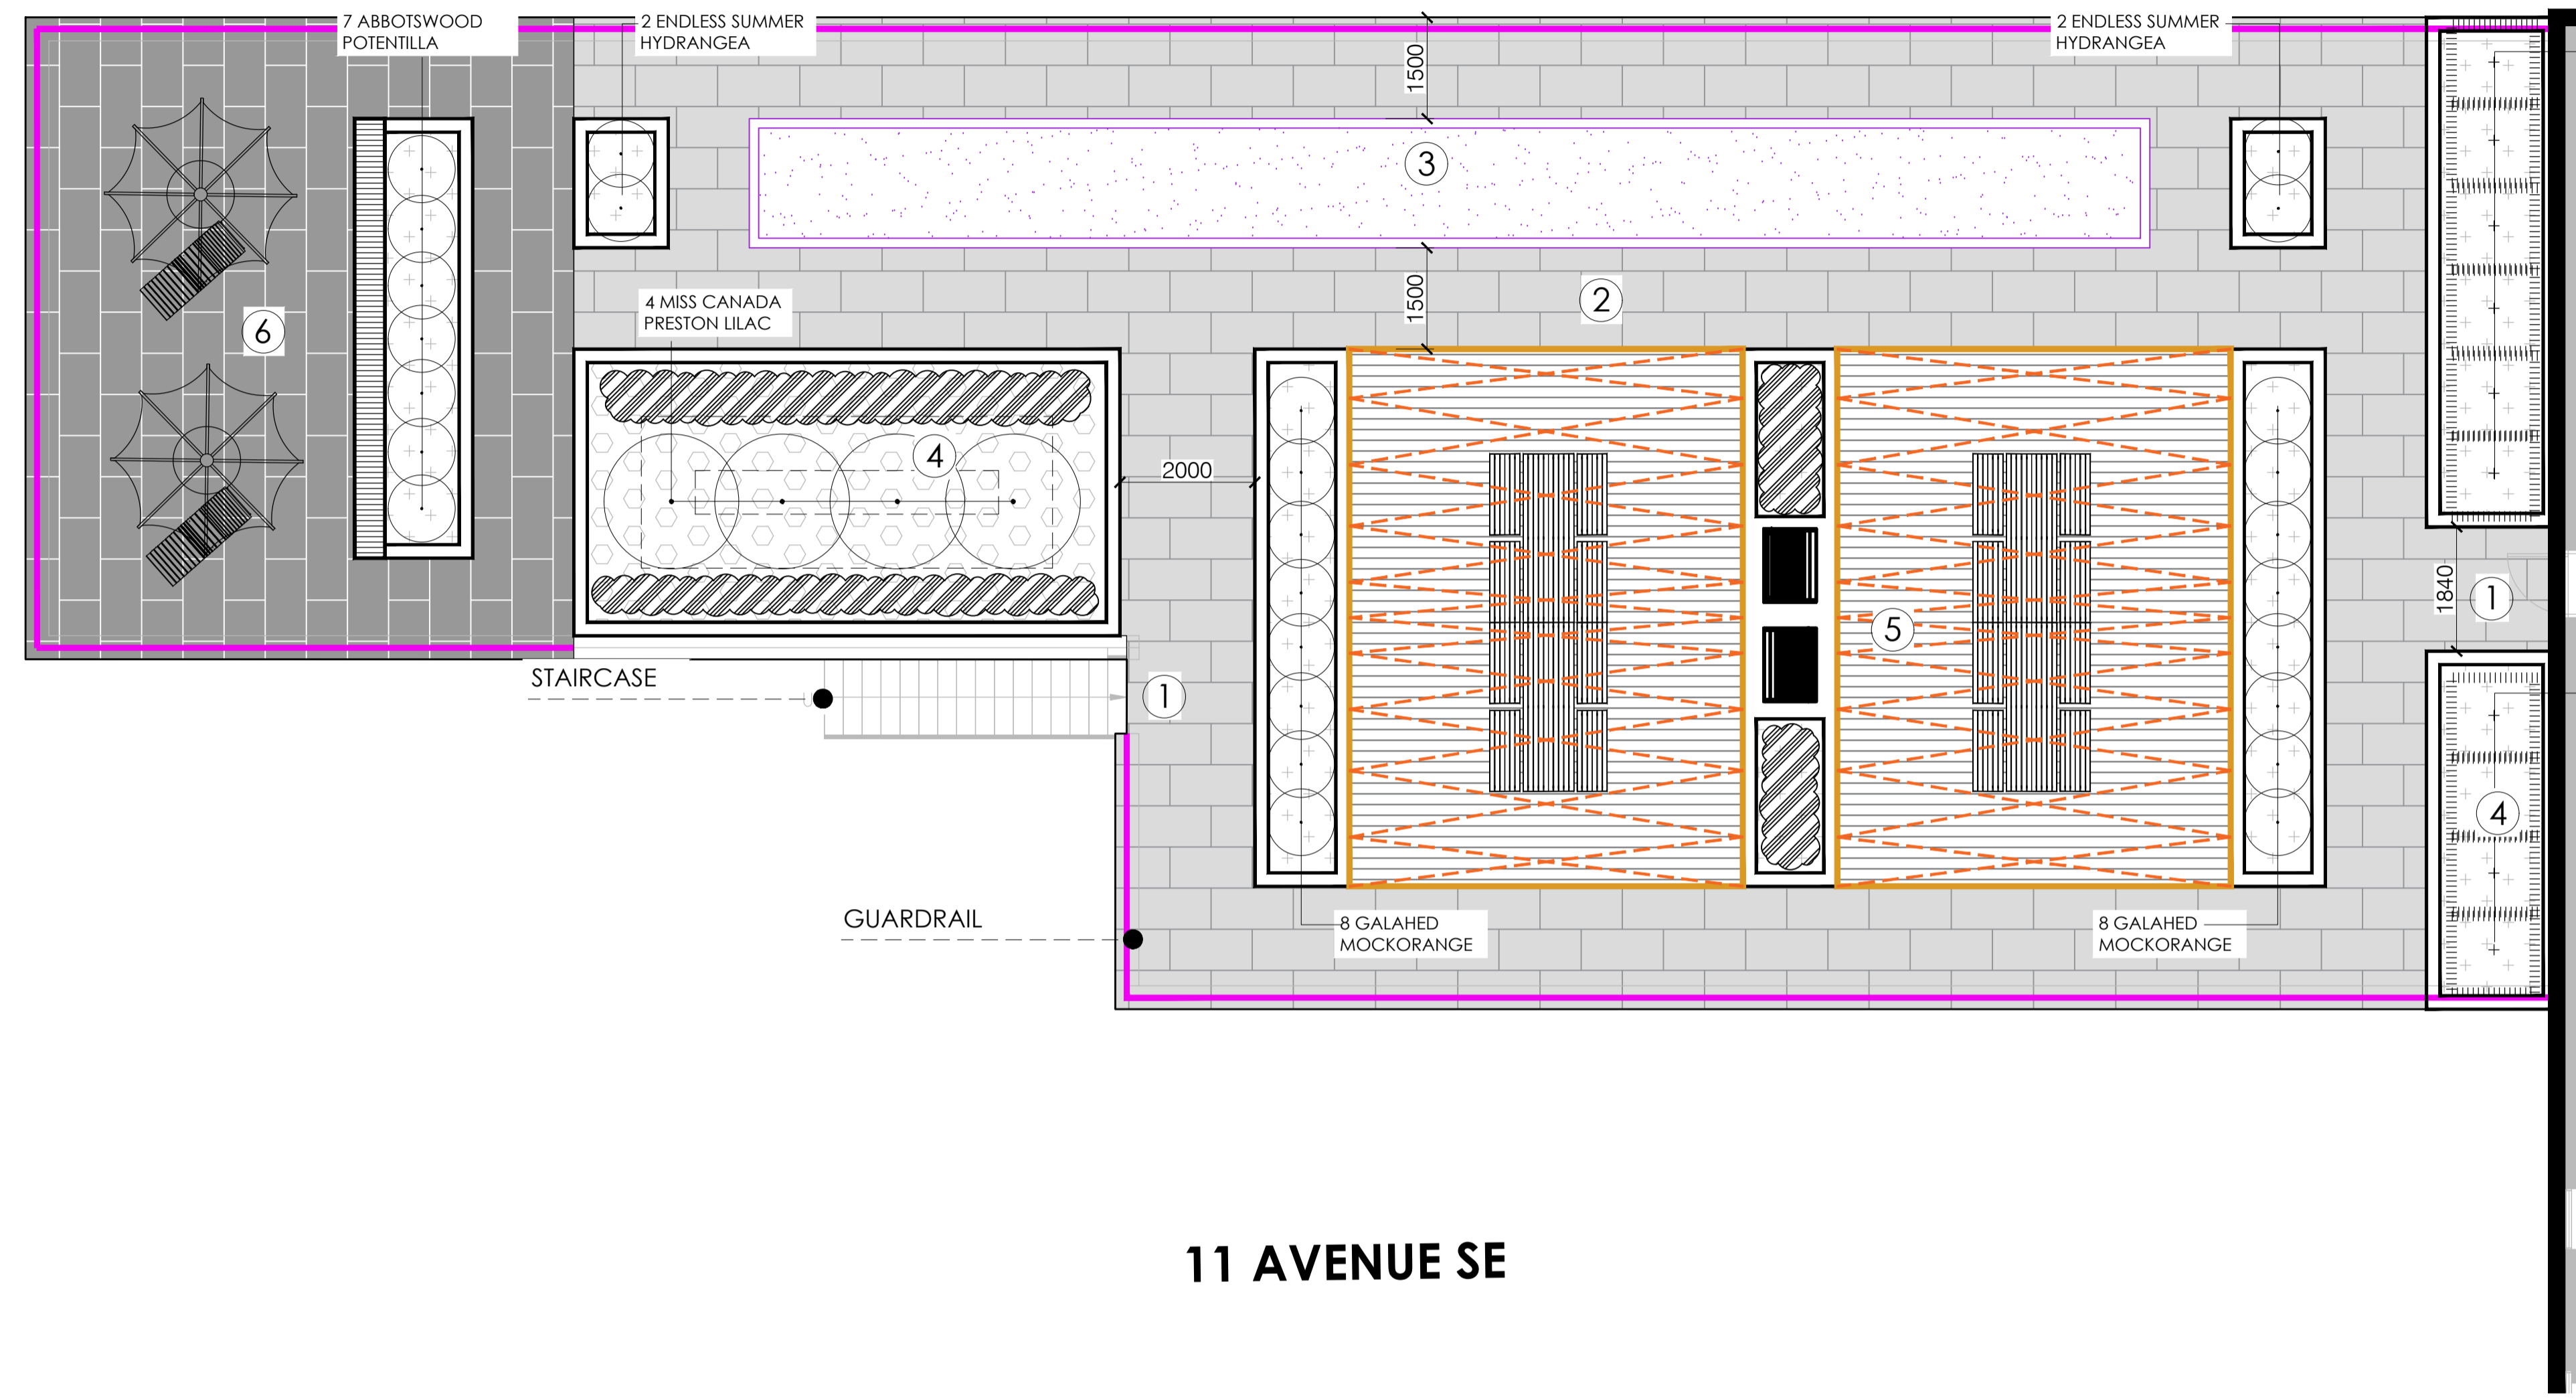 7 ABBOTSWOOD
POTENTILLA
2 ENDLESS SUMMER
HYDRANGEA
1500
2 ENDLESS SUMMER
HYDRANGEA
3
1500
2
4 MISS CANADA
PRESTON LILAC
6
4
2000
1840
1
5
STAIRCASE
1
4
GUARDRAIL
8 GALAHED
MOCKORANGE
8 GALAHED
MOCKORANGE
11 AVENUE SE